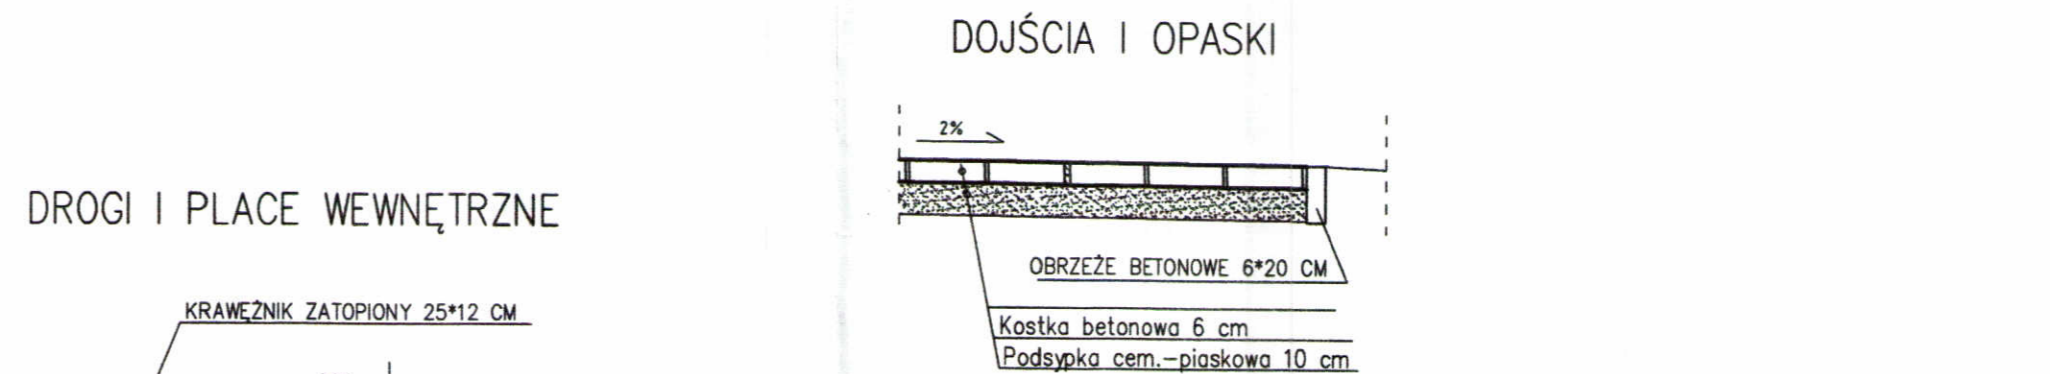 DOJŚCIA I OPASKI
2%
OBRZEŻE BETONOWE 6*20 CM
Kostka betonowa 6 cm
Podsypka cem.-piaskowa 10 cm
DROGI I PLACE WEWNĘTRZNE
KRAWĘŻNIK ZATOPIONY 25*12 CM